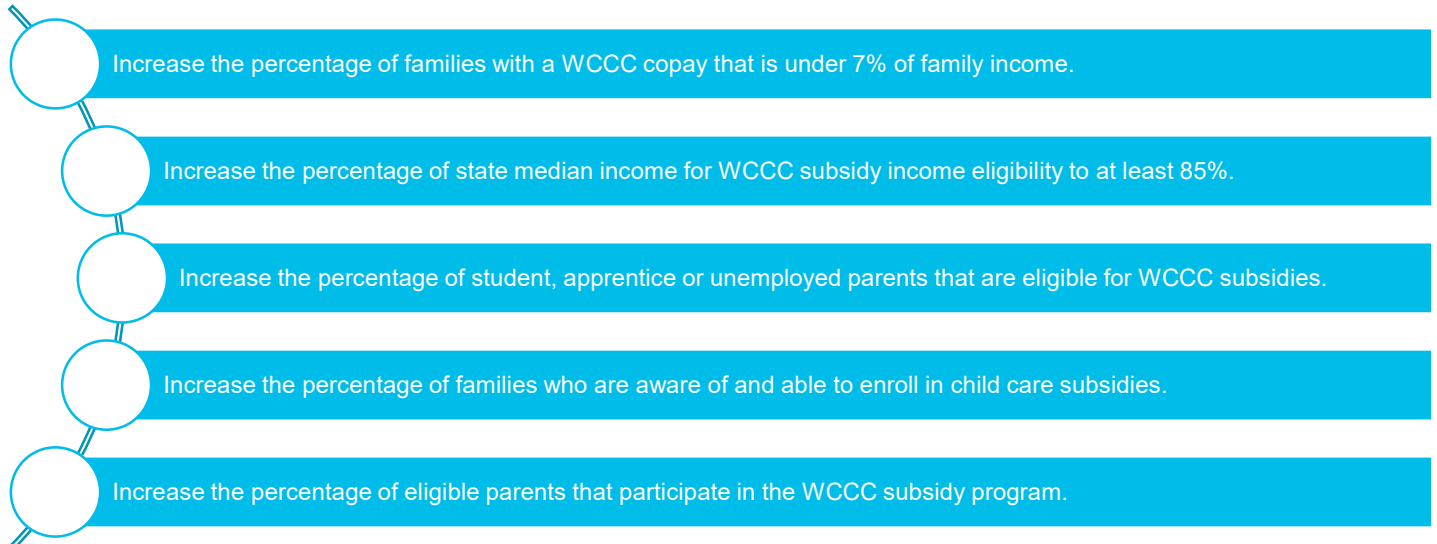 Increase the percentage of families with a WCCC copay that is under 7% of family income.
Increase the percentage of state median income for WCCC subsidy income eligibility to at least 85%.
Increase the percentage of student, apprentice or unemployed parents that are eligible for WCCC subsidies.
Increase the percentage of families who are aware of and able to enroll in child care subsidies.
Increase the percentage of eligible parents that participate in the WCCC subsidy program.